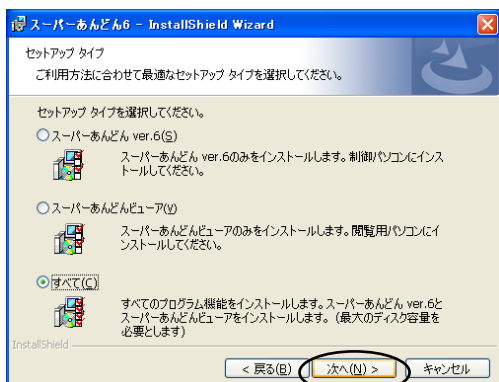 スーパーあんどん6 - InstallShield Wizard
セットアップ タイプ
ご利用方法に合わせて最適なセットアップ タイプを選択してください。
セットアップ タイプを選択してください。
スーパーあんどん ver.6(S)
スーパーあんどん ver.6のみをインストールします。制御パソコンにインス
トールしてください。
スーパーあんどんビューア(V)
スーパーあんどんビューアのみをインストールします。閲覧用パソコンにイ
ンストールしてください。
すべて(C)
すべてのプログラム機能をインストールします。スーパーあんどん ver.6と
スーパーあんどんビューアをインストールします。 (最大のディスク容量を
必要とします)
InstallShield
< 戻る(B) 次へ(N) > キャンセル